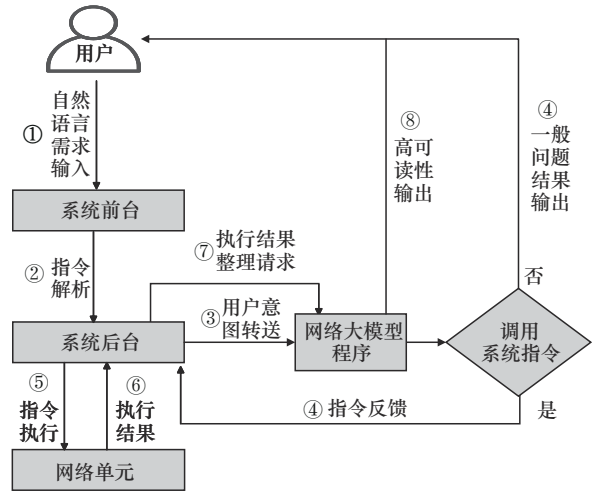 用户
①
自然
语言
需求
输入
系统前台
②
指令
解析
系统后台
⑦
执行结果
整理请求
③
用户意
图转送
网络大模型
程序
⑧
高可
读性
输出
④
一般
问题
结果
输出
否
调用
系统指令
是
④ 指令反馈
⑤
指令
执行
⑥
执行
结果
网络单元